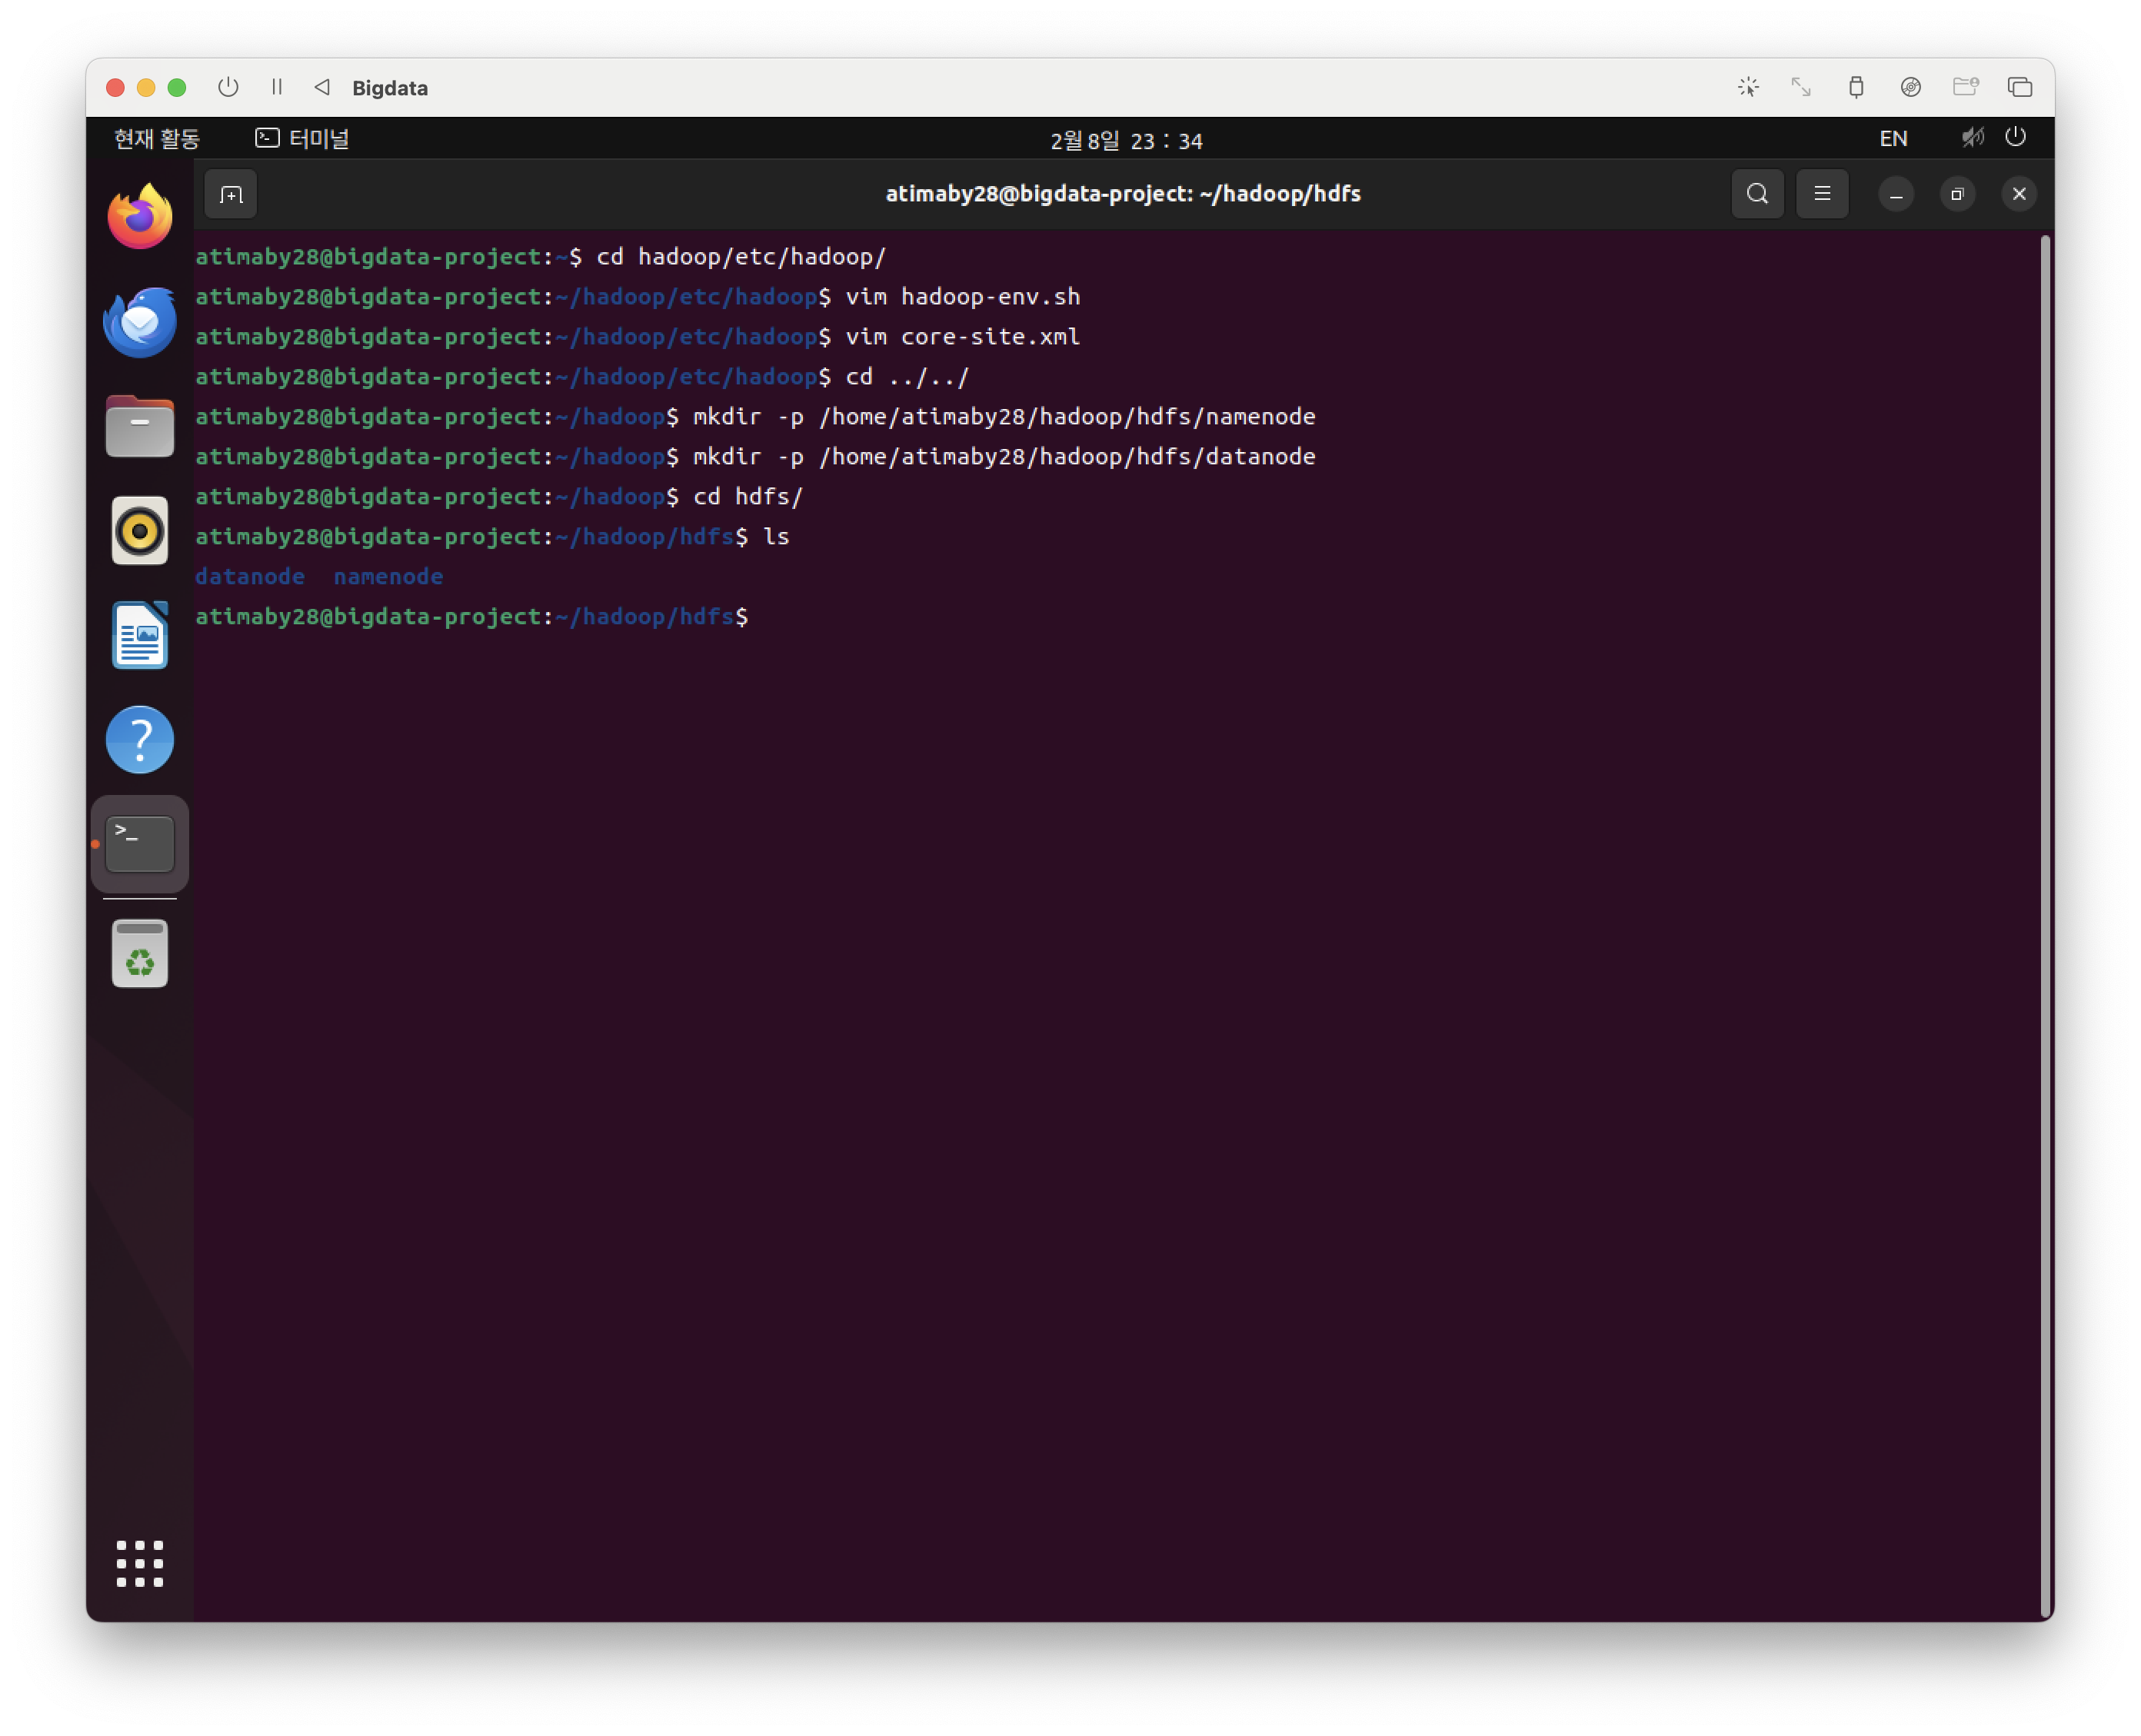 Bigdata
현재 활동 터미널 2월 8일 23 : 34 EN
atimaby28@bigdata-project: ~/hadoop/hdfs
atimaby28@bigdata-project:~$ cd hadoop/etc/hadoop/
atimaby28@bigdata-project:~/hadoop/etc/hadoop$ vim hadoop-env.sh
atimaby28@bigdata-project:~/hadoop/etc/hadoop$ vim core-site.xml
atimaby28@bigdata-project:~/hadoop/etc/hadoop$ cd ../../
atimaby28@bigdata-project:~/hadoop$ mkdir -p /home/atimaby28/hadoop/hdfs/namenode
atimaby28@bigdata-project:~/hadoop$ mkdir -p /home/atimaby28/hadoop/hdfs/datanode
atimaby28@bigdata-project:~/hadoop$ cd hdfs/
atimaby28@bigdata-project:~/hadoop/hdfs$ ls
datanode  namenode
atimaby28@bigdata-project:~/hadoop/hdfs$